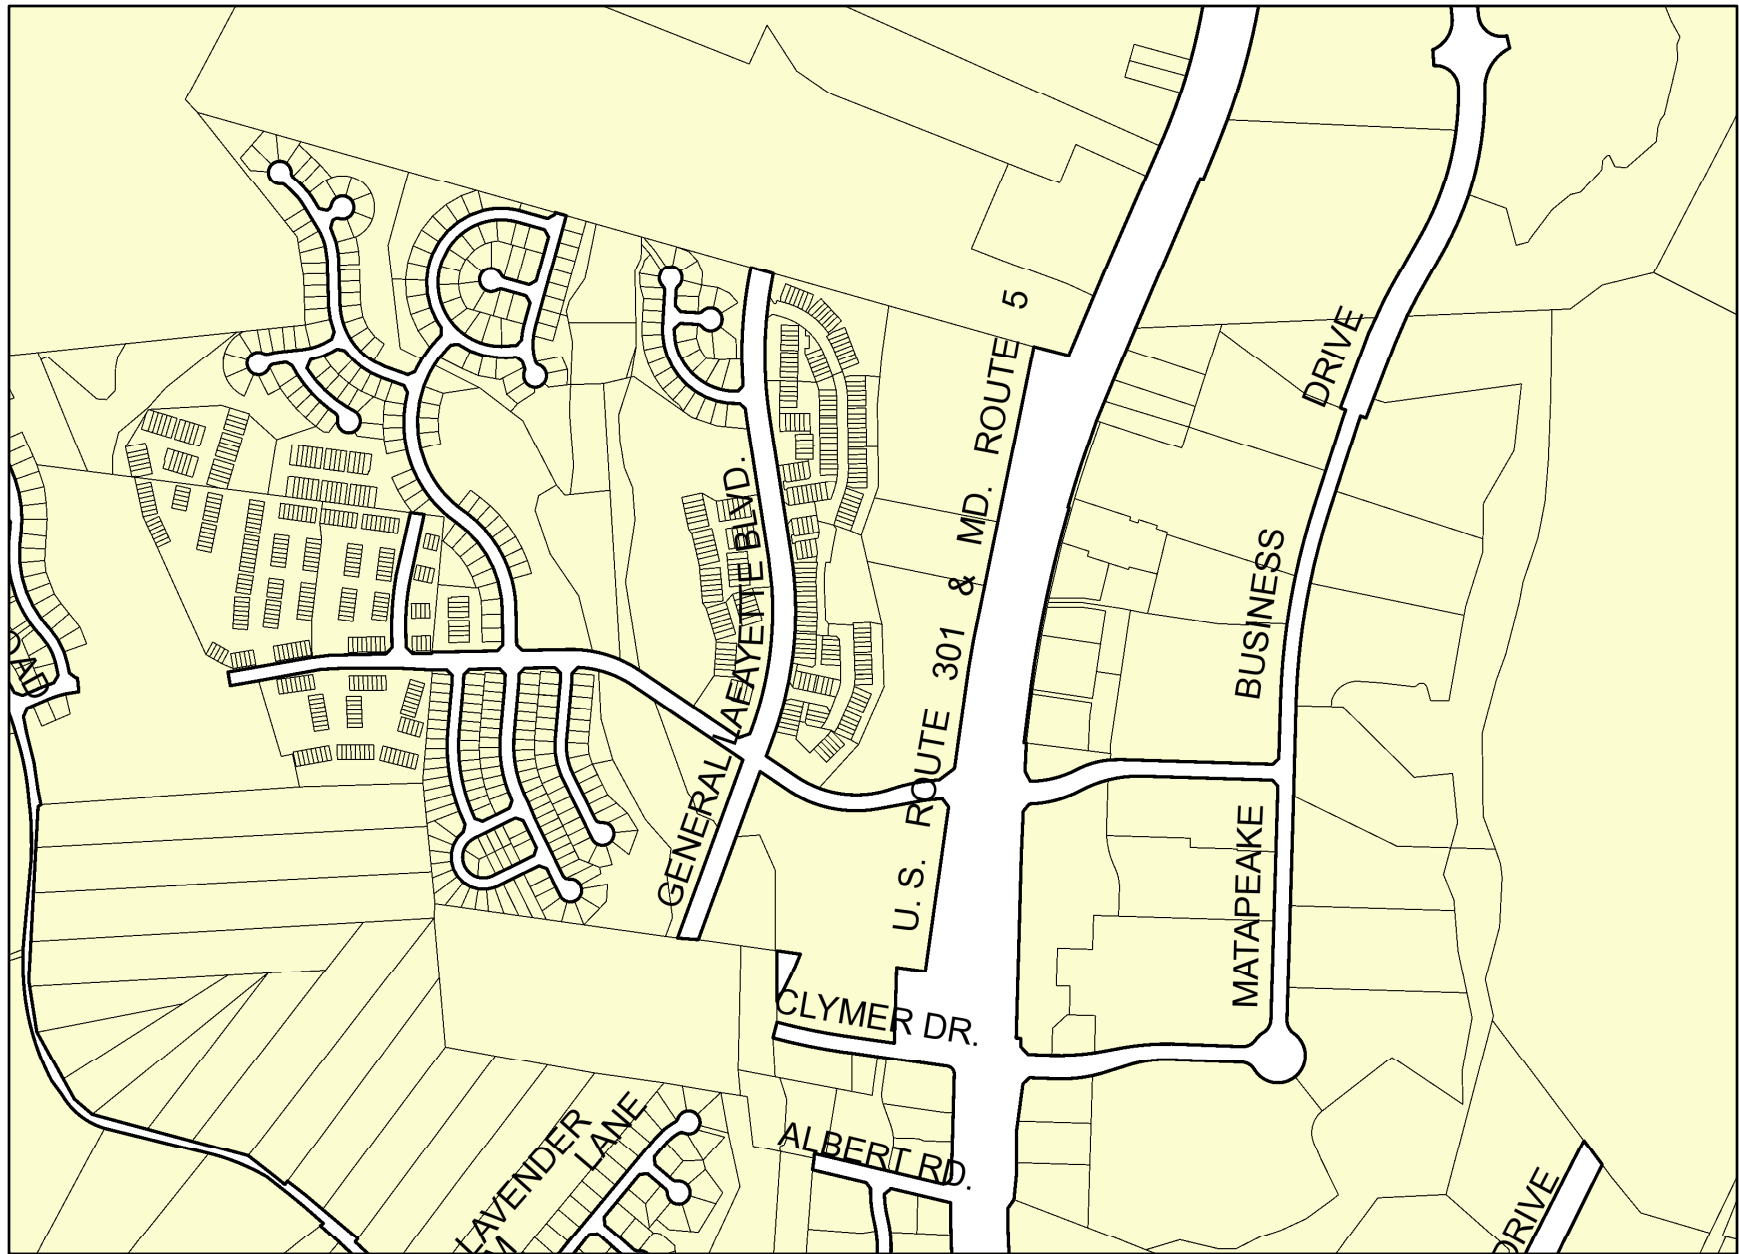 U. S. ROUTE 301 & MD. ROUTE 5
MATAPEAKE BUSINESS DRIVE
GENERAL LAFAYETTE BLVD.
CLYMER DR.
ALBERT RD.
LAVENDER
LANE
DRIVE